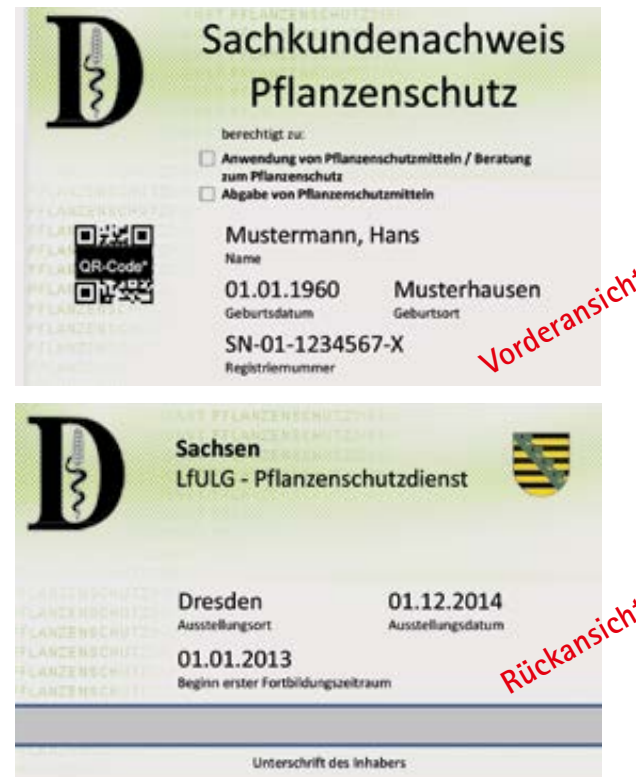 D
Sachkundenachweis
Pflanzenschutz
berechtigt zu:
Anwendung von Pflanzenschutzmitteln / Beratung
zum Pflanzenschutz
Abgabe von Pflanzenschutzmitteln
QR-Code*
Mustermann, Hans
Name
01.01.1960 Musterhausen
Geburtsdatum Geburtsort
SN-01-1234567-X
Registriernummer
Vorderansicht
D
Sachsen
LfULG - Pflanzenschutzdienst
Dresden 01.12.2014
Ausstellungsort Ausstellungsdatum
01.01.2013
Beginn erster Fortbildungszeitraum
Rückansicht
Unterschrift des Inhabers